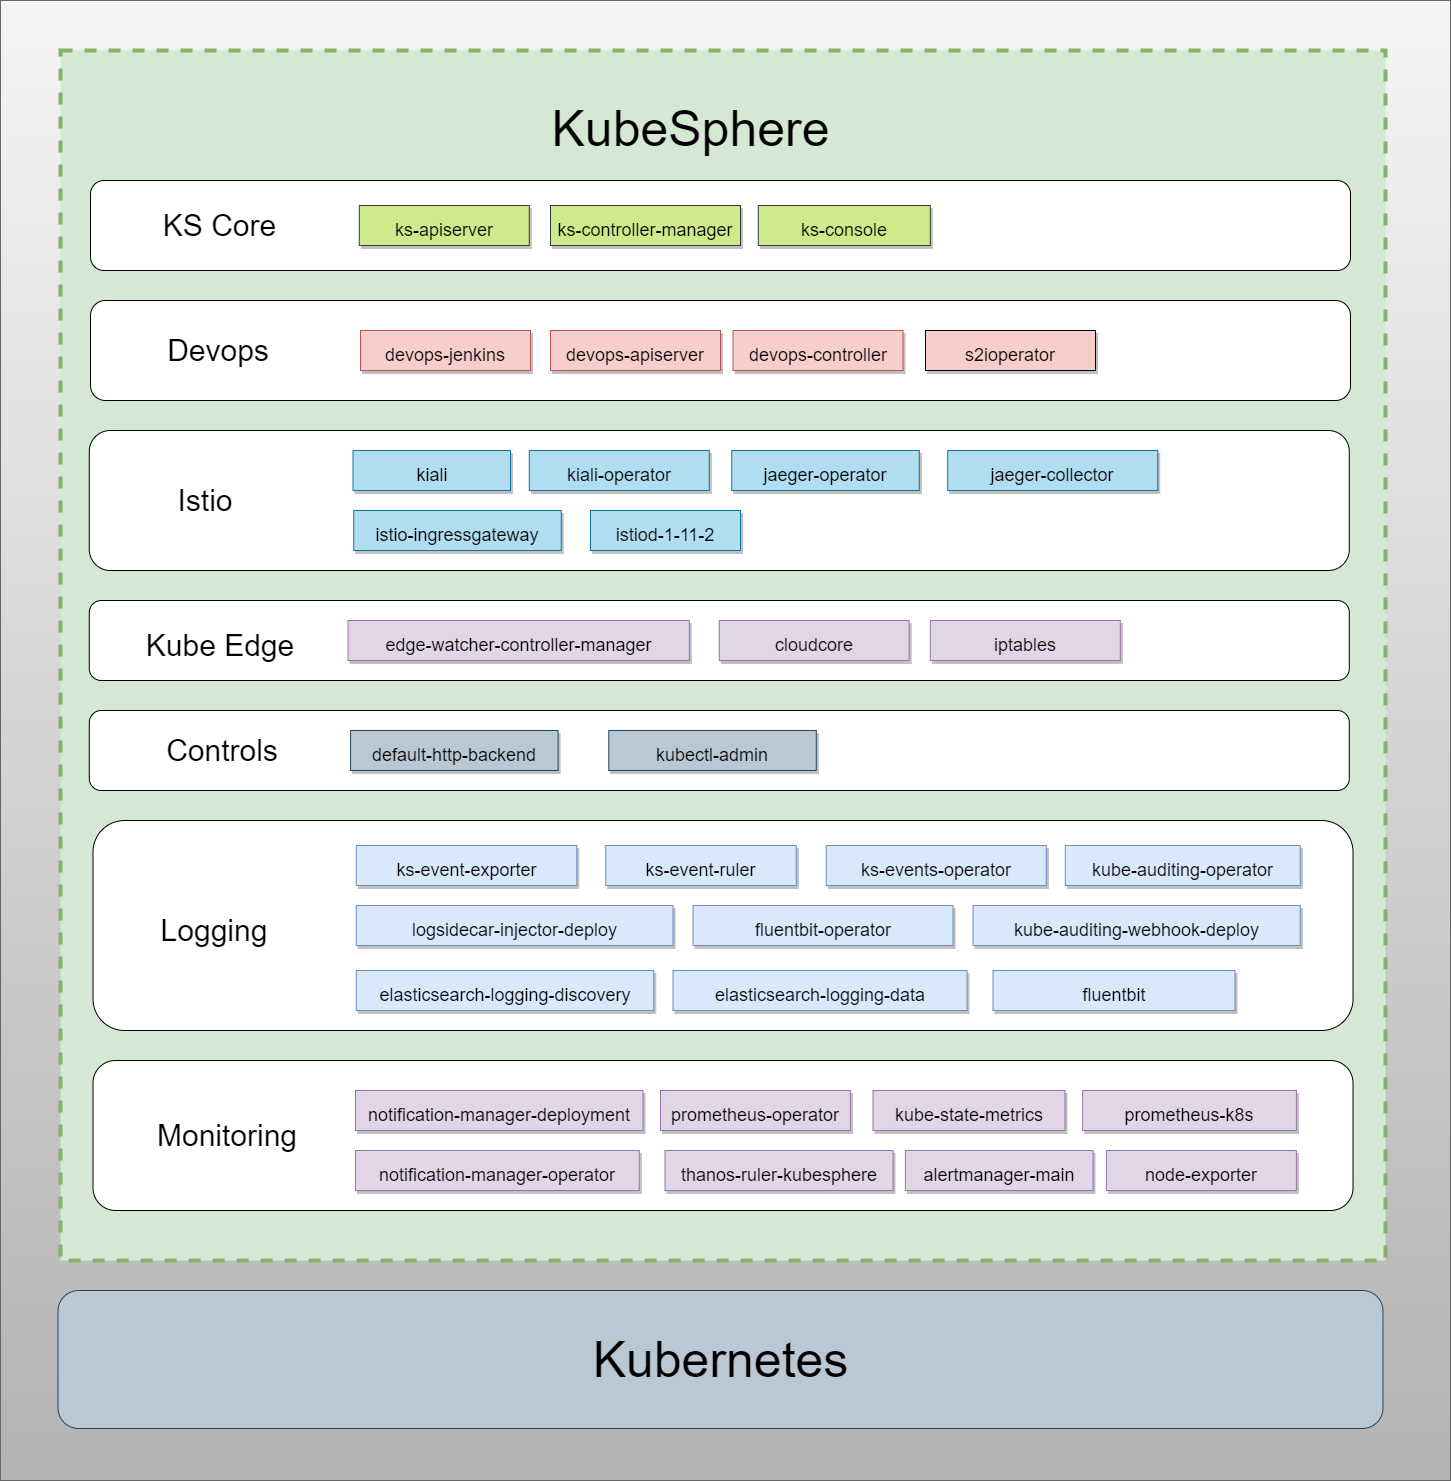 KubeSphere
KS Core
ks-apiserver
ks-controller-manager
ks-console
Devops
devops-jenkins
devops-apiserver
devops-controller
s2ioperator
Istio
kiali
kiali-operator
jaeger-operator
jaeger-collector
istio-ingressgateway
istiod-1-11-2
Kube Edge
edge-watcher-controller-manager
cloudcore
iptables
Controls
default-http-backend
kubectl-admin
Logging
ks-event-exporter
ks-event-ruler
ks-events-operator
kube-auditing-operator
logsidecar-injector-deploy
fluentbit-operator
kube-auditing-webhook-deploy
elasticsearch-logging-discovery
elasticsearch-logging-data
fluentbit
Monitoring
notification-manager-deployment
prometheus-operator
kube-state-metrics
prometheus-k8s
notification-manager-operator
thanos-ruler-kubesphere
alertmanager-main
node-exporter
Kubernetes